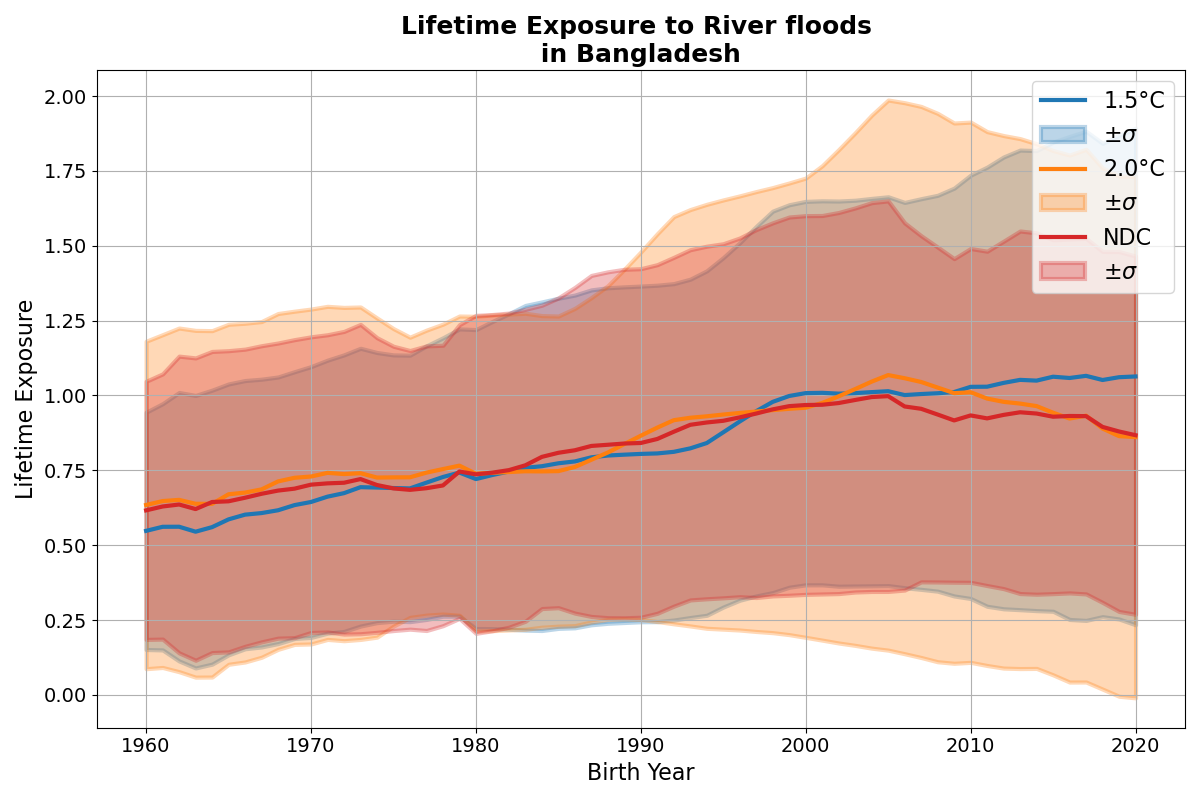 Lifetime Exposure to River floods
in Bangladesh
Lifetime Exposure
2.00
1.75
1.50
1.25
1.00
0.75
0.50
0.25
0.00
1960 1970 1980 1990 2000 2010 2020
Birth Year
1.5°C
±σ
2.0°C
±σ
NDC
±σ